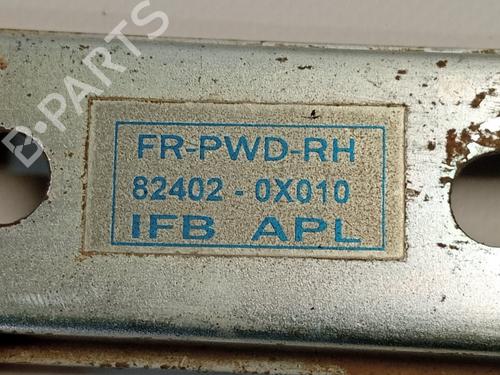 B-PARTS
FR-PWD-RH
82402-0X010
IFB APL